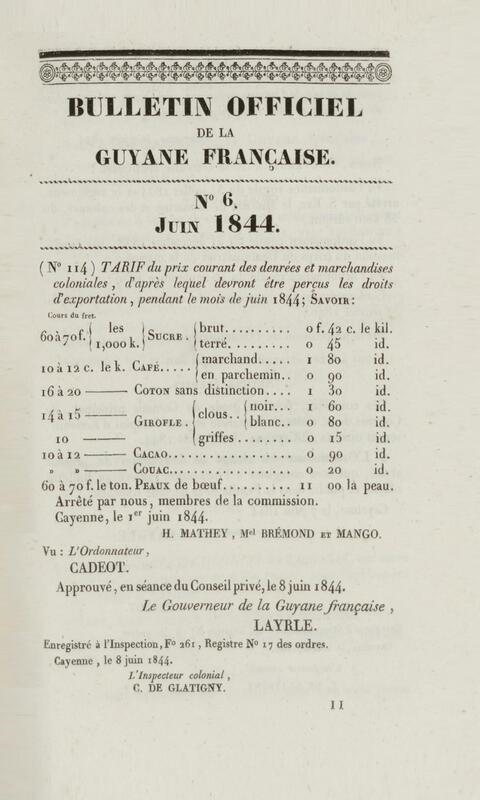 BULLETIN OFFICIEL
DE LA
GUYANE FRANÇAISE.
N° 6.
JUIN 1844.
( N° 114 ) TARIF du prix courant des denrées et marchandises
coloniales , d'après lequel devront être perçus les droits
d'exportation , pendant le mois de juin 1844; SAVOIR :
Cours du fret.
60 à 70 f. { les 1,000 k. } SUCRE . { brut.......... 0 f. 42 c. le kil.
terré......... 0 45 id.
10 à 12 c. le k. CAFÉ..... { marchand..... 1 80 id.
en parchemin.. 0 90 id.
16 à 20 ——— COTON sans distinction.... 1 30 id.
14 à 15 ——— GIROFLE . { clous.. { noir... 1 60 id.
blanc.. 0 80 id.
10 ——— griffes ........ 0 15 id.
10 à 12 ——— CACAO.................. 0 90 id.
» » ——— COUAC.................. 0 20 id.
60 à 70 f. le ton. PEAUX de bœuf.......... 11 00 la peau.
Arrêté par nous, membres de la commission.
Cayenne, le 1er juin 1844.
H. MATHEY , Mel BRÉMOND ET MANGO.
Vu : L'Ordonnateur ,
CADEOT.
Approuvé , en séance du Conseil privé, le 8 juin 1844.
Le Gouverneur de la Guyane française ,
LAYRLE.
Enregistré à l'Inspection, F° 261 , Registre N° 17 des ordres.
Cayenne , le 8 juin 1844.
L'Inspecteur colonial ,
C. DE GLATIGNY.
11